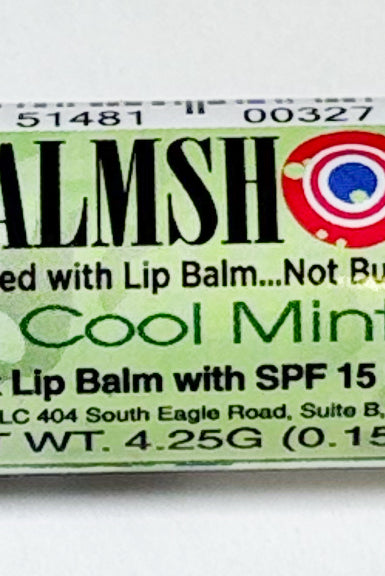 51481 00327
ALMSH
ed with Lip Balm...Not Bu
Cool Mint
Lip Balm with SPF 15
LC 404 South Eagle Road, Suite B,
T WT. 4.25G (0.15